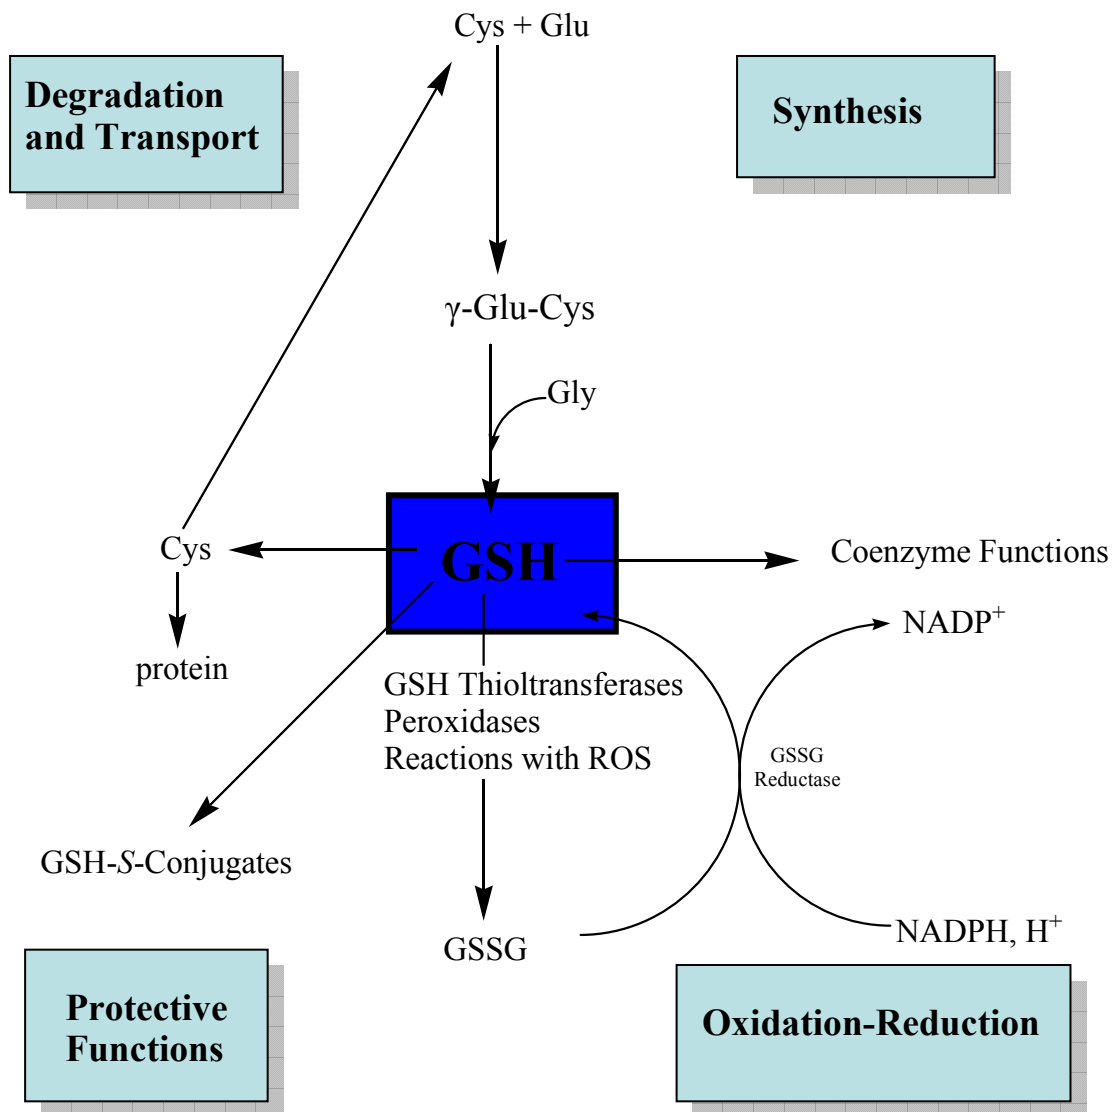 Cys + Glu
Degradation
and Transport
Synthesis
γ-Glu-Cys
Gly
Cys
GSH
Coenzyme Functions
NADP⁺
protein
GSH Thioltransferases
Peroxidases
Reactions with ROS
GSSG
Reductase
GSH-S-Conjugates
GSSG
NADPH, H⁺
Protective
Functions
Oxidation-Reduction